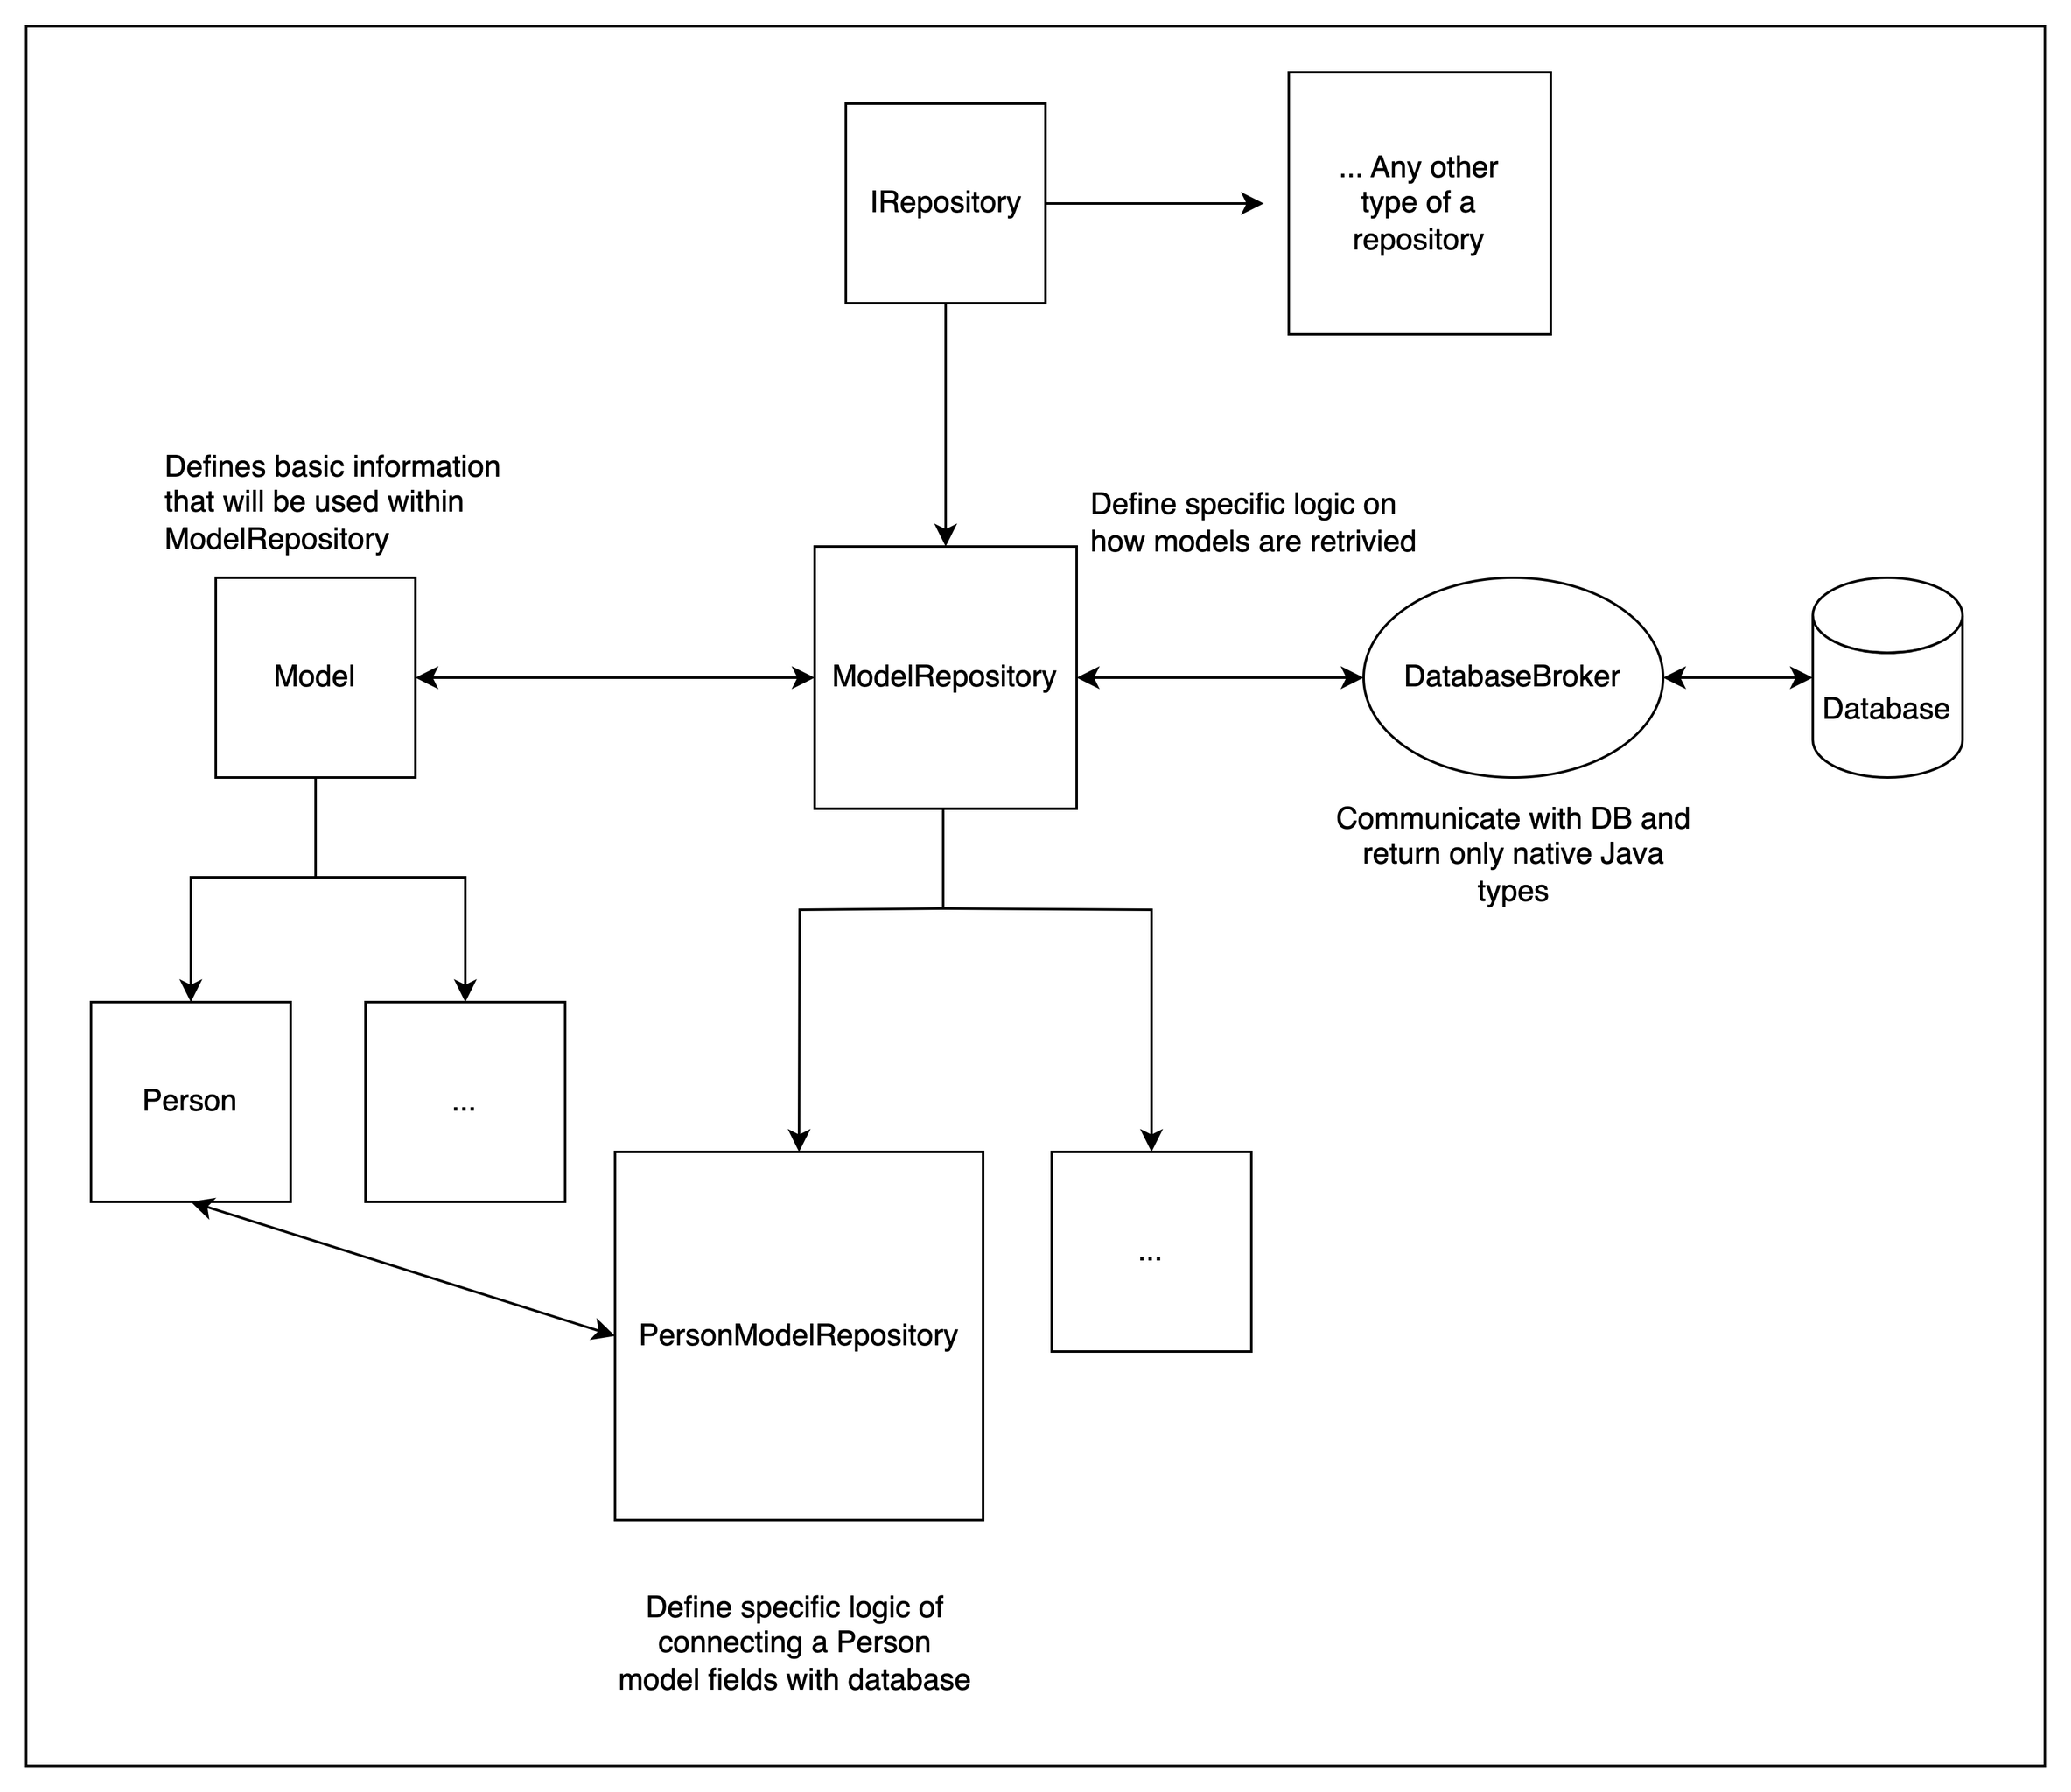 ... Any other
type of a
repository
IRepository
Defines basic information
that will be used within
ModelRepository
Define specific logic on
how models are retrivied
Model
ModelRepository
DatabaseBroker
Database
Communicate with DB and
return only native Java
types
Person
...
...
PersonModelRepository
Define specific logic of
connecting a Person
model fields with database